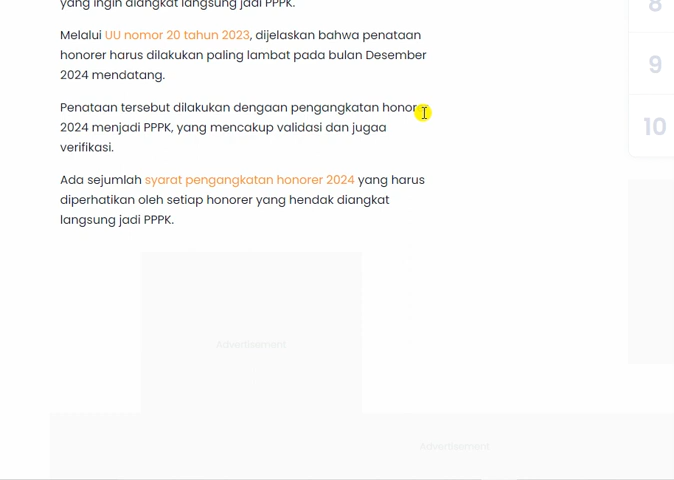 yang ingin diangkat langsung jadi PPPK.
Melalui UU nomor 20 tahun 2023, dijelaskan bahwa penataan
honorer harus dilakukan paling lambat pada bulan Desember
2024 mendatang.
Penataan tersebut dilakukan dengaan pengangkatan honor
2024 menjadi PPPK, yang mencakup validasi dan jugaa
verifikasi.
Ada sejumlah syarat pengangkatan honorer 2024 yang harus
diperhatikan oleh setiap honorer yang hendak diangkat
langsung jadi PPPK.
8
9
10
Advertisement
Advertisement